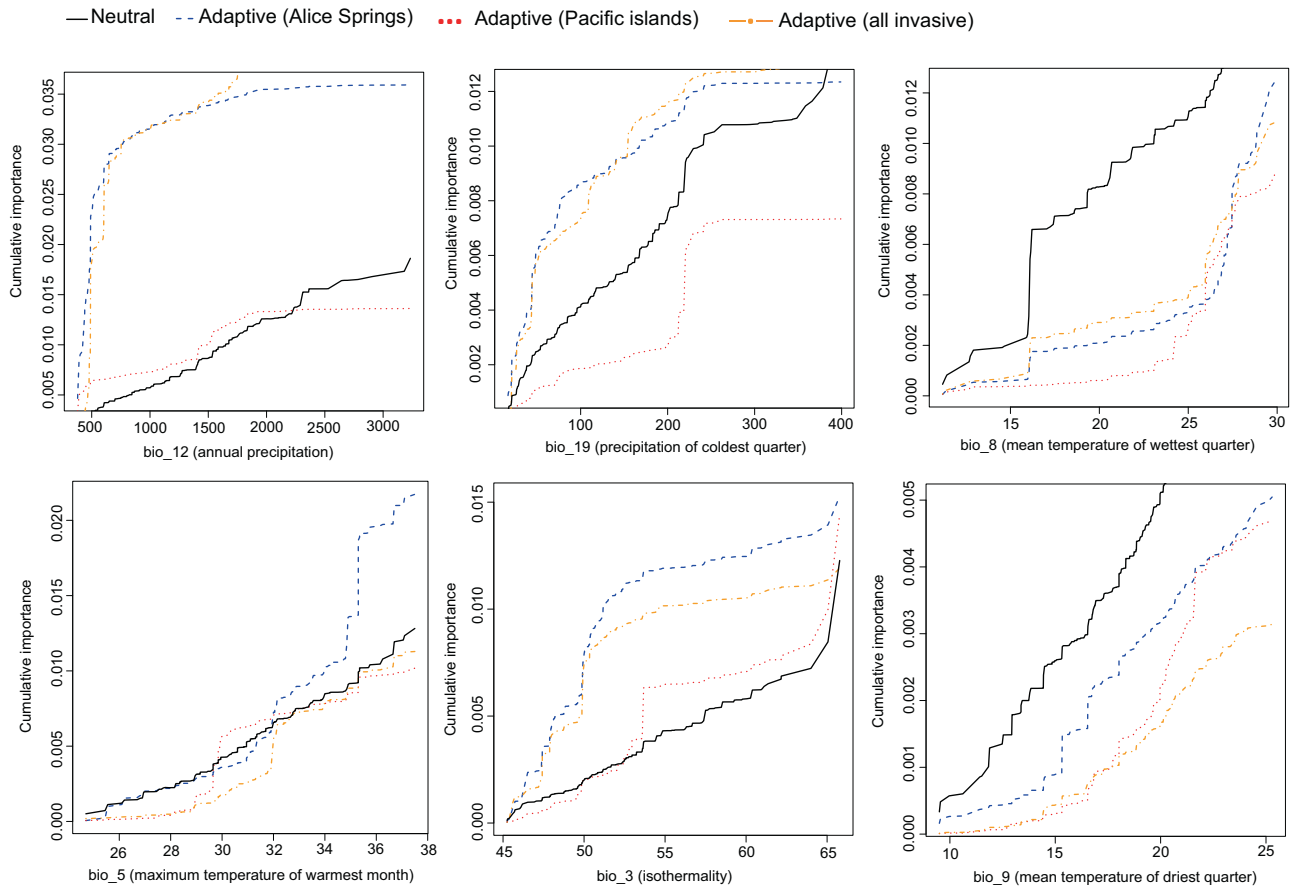 Neutral
Adaptive (Alice Springs)
Adaptive (Pacific islands)
Adaptive (all invasive)
Cumulative importance
0.035
0.030
0.025
0.020
0.015
0.010
0.005
500 1000 1500 2000 2500 3000
bio_12 (annual precipitation)
Cumulative importance
0.012
0.010
0.008
0.006
0.004
0.002
100 200 300 400
bio_19 (precipitation of coldest quarter)
Cumulative importance
0.012
0.010
0.008
0.006
0.004
0.002
0.000
15 20 25 30
bio_8 (mean temperature of wettest quarter)
Cumulative importance
0.020
0.015
0.010
0.005
0.000
26 28 30 32 34 36 38
bio_5 (maximum temperature of warmest month)
Cumulative importance
0.015
0.010
0.005
0.000
45 50 55 60 65
bio_3 (isothermality)
Cumulative importance
0.005
0.004
0.003
0.002
0.001
0.000
10 15 20 25
bio_9 (mean temperature of driest quarter)